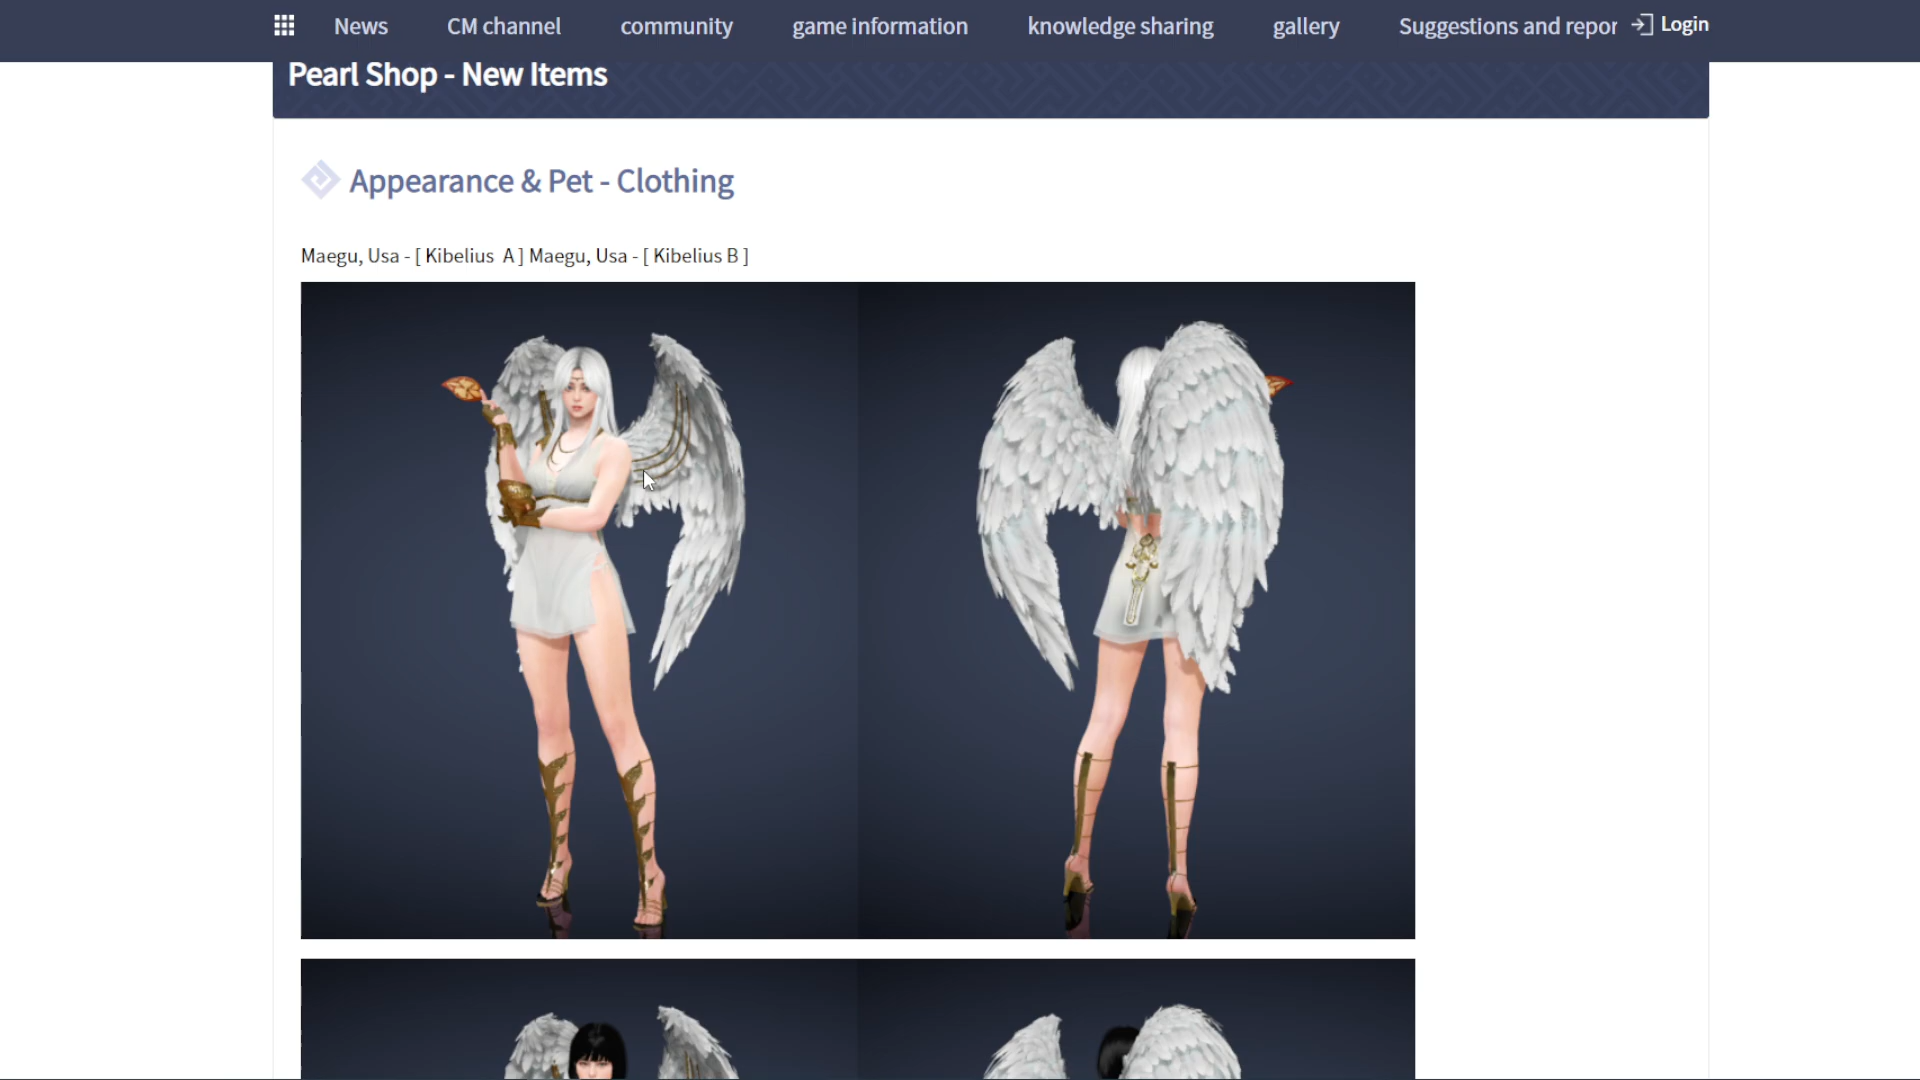 News CM channel community game information knowledge sharing gallery Suggestions and repor Login
Pearl Shop - New Items
Appearance & Pet - Clothing
Maegu, Usa - [ Kibelius A ] Maegu, Usa - [ Kibelius B ]